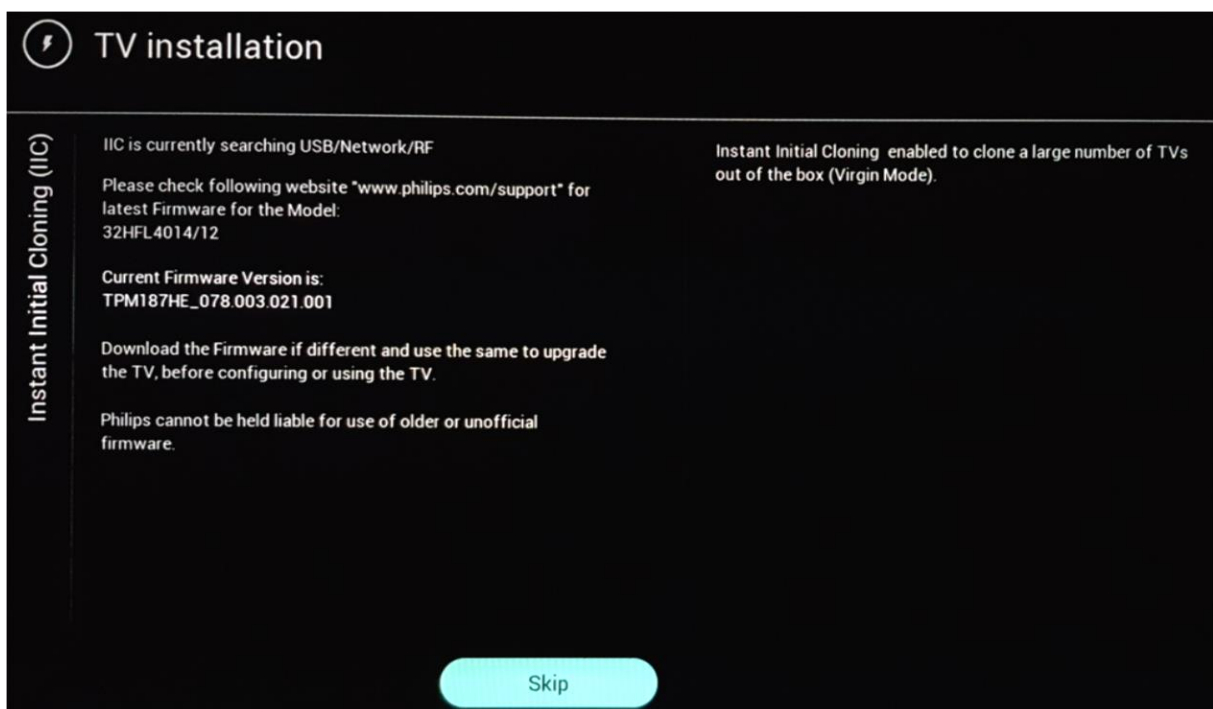 TV installation
Instant Initial Cloning (IIC)
IIC is currently searching USB/Network/RF
Please check following website "www.philips.com/support" for
latest Firmware for the Model:
32HFL4014/12
Current Firmware Version is:
TPM187HE_078.003.021.001
Download the Firmware if different and use the same to upgrade
the TV, before configuring or using the TV.
Philips cannot be held liable for use of older or unofficial
firmware.
Instant Initial Cloning enabled to clone a large number of TVs
out of the box (Virgin Mode).
Skip